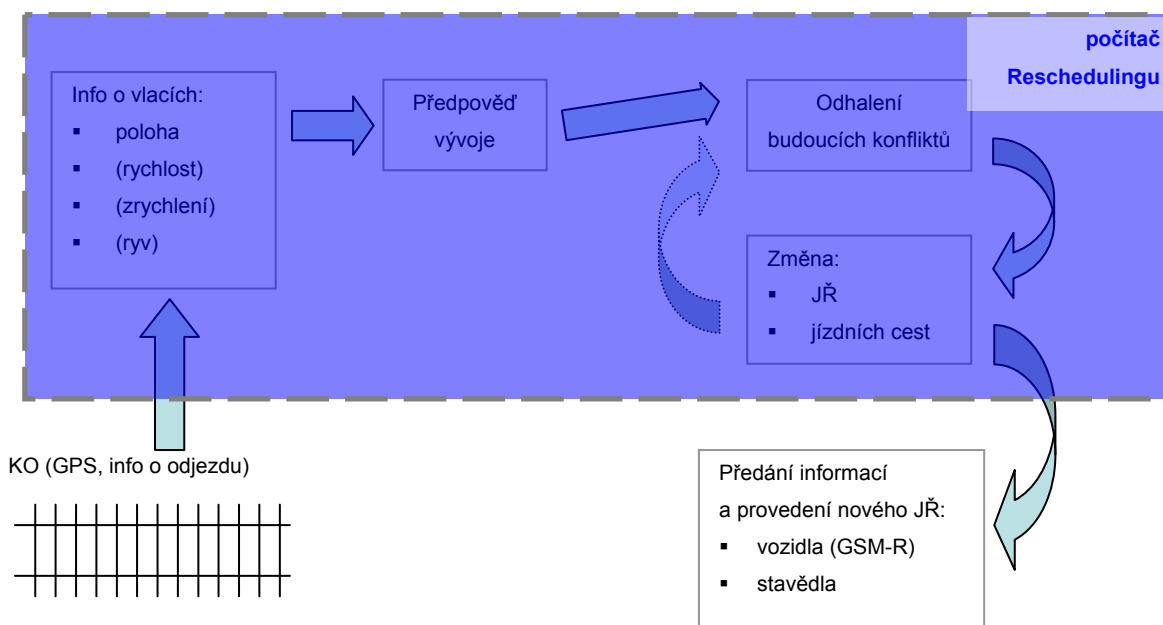 počítač
Reschedulingu
Info o vlacích:
▪ poloha
▪ (rychlost)
▪ (zrychlení)
▪ (ryv)
Předpověď
vývoje
Odhalení
budoucích konfliktů
Změna:
▪ JŘ
▪ jízdních cest
KO (GPS, info o odjezdu)
Předání informací
a provedení nového JŘ:
▪ vozidla (GSM-R)
▪ stavědla